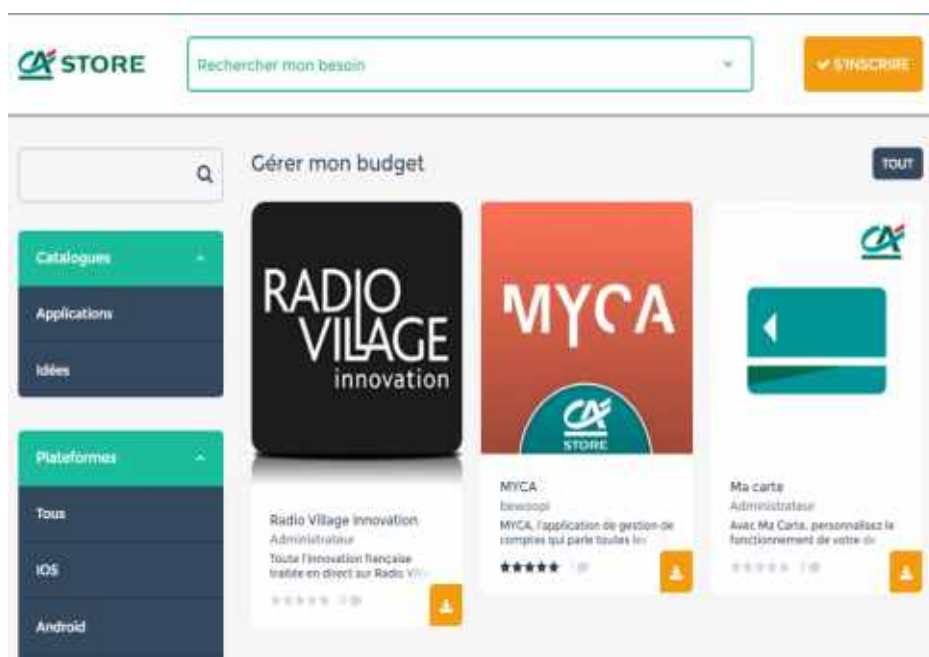 CA STORE
Rechercher mon besoin
S'INSCRIRE
Gérer mon budget
TOUT
Catalogues
Applications
Idées
Plateformes
Tous
iOS
Android
RADIO
VILLAGE
innovation
Radio Village Innovation
Administrateur
Toute l'innovation française
traitée en direct sur Radio
MYCA
CA
STORE
MYCA
bewoopi
MYCA, l'application de gestion de
comptes qui parle toutes
CA
Ma carte
Administrateur
Avec Ma Carte, personnalisez le
fonctionnement de votre